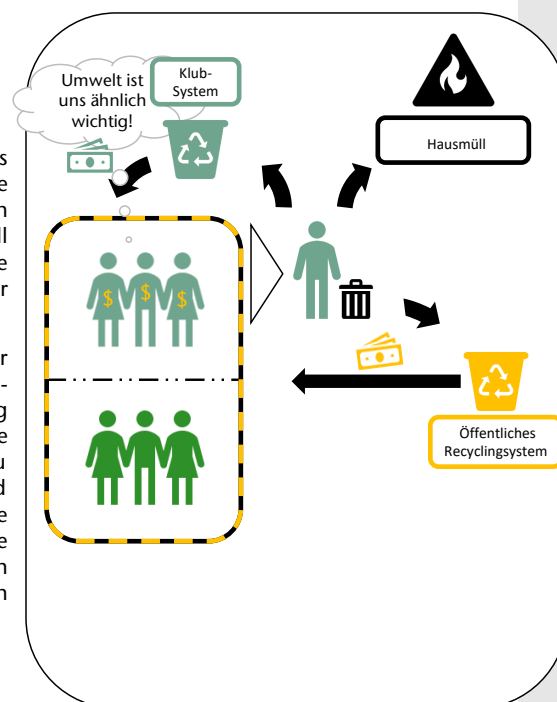 Umwelt ist
uns ähnlich
wichtig!
Klub-
System
Hausmüll
$ $ $
Öffentliches
Recyclingsystem